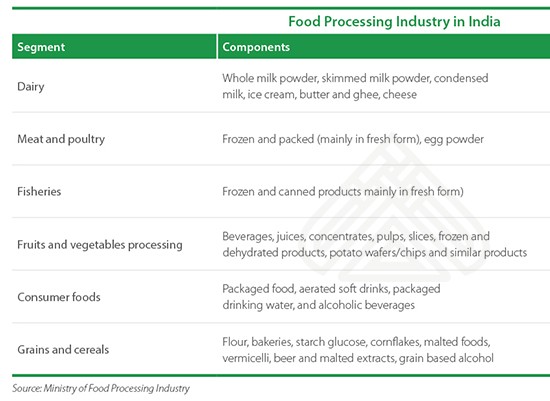 Food Processing Industry in India
Segment Components
Dairy
Whole milk powder, skimmed milk powder, condensed
milk, ice cream, butter and ghee, cheese
Meat and poultry
Frozen and packed (mainly in fresh form), egg powder
Fisheries
Frozen and canned products mainly in fresh form)
Fruits and vegetables processing
Beverages, juices, concentrates, pulps, slices, frozen and
dehydrated products, potato wafers/chips and similar products
Consumer foods
Packaged food, aerated soft drinks, packaged
drinking water, and alcoholic beverages
Grains and cereals
Flour, bakeries, starch glucose, cornflakes, malted foods,
vermicelli, beer and malted extracts, grain based alcohol
Source: Ministry of Food Processing Industry